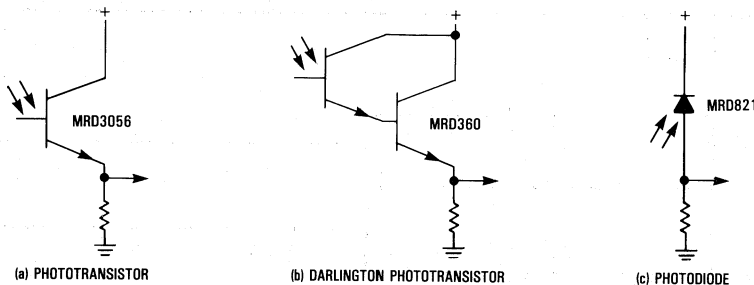 +
+
+
MRD3056
MRD360
MRD821
(a) PHOTOTRANSISTOR
(b) DARLINGTON PHOTOTRANSISTOR
(c) PHOTODIODE